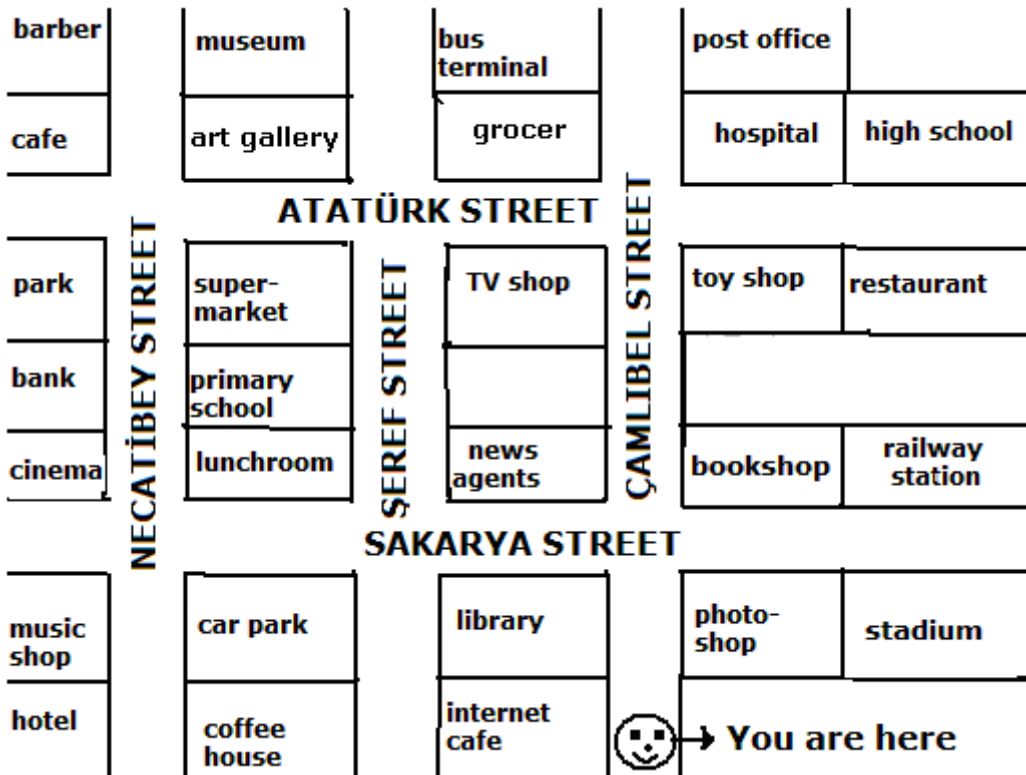 barber
museum
bus
terminal
post office
cafe
art gallery
grocer
hospital
high school
ATATÜRK STREET
NECATİBEY STREET
ŞEREF STREET
ÇAMLIBEL STREET
park
super-
market
TV shop
toy shop
restaurant
bank
primary
school
cinema
lunchroom
news
agents
bookshop
railway
station
SAKARYA STREET
music
shop
car park
library
photo-
shop
stadium
hotel
coffee
house
internet
cafe
You are here